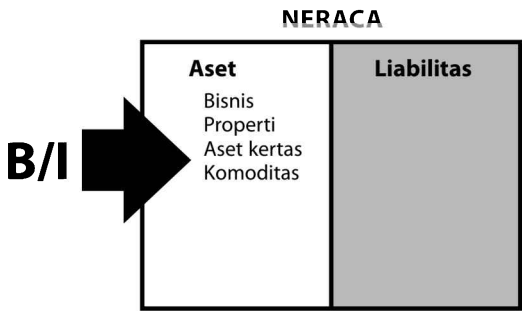 NERACA
Aset
Liabilitas
Bisnis
Properti
Aset kertas
Komoditas
B/I